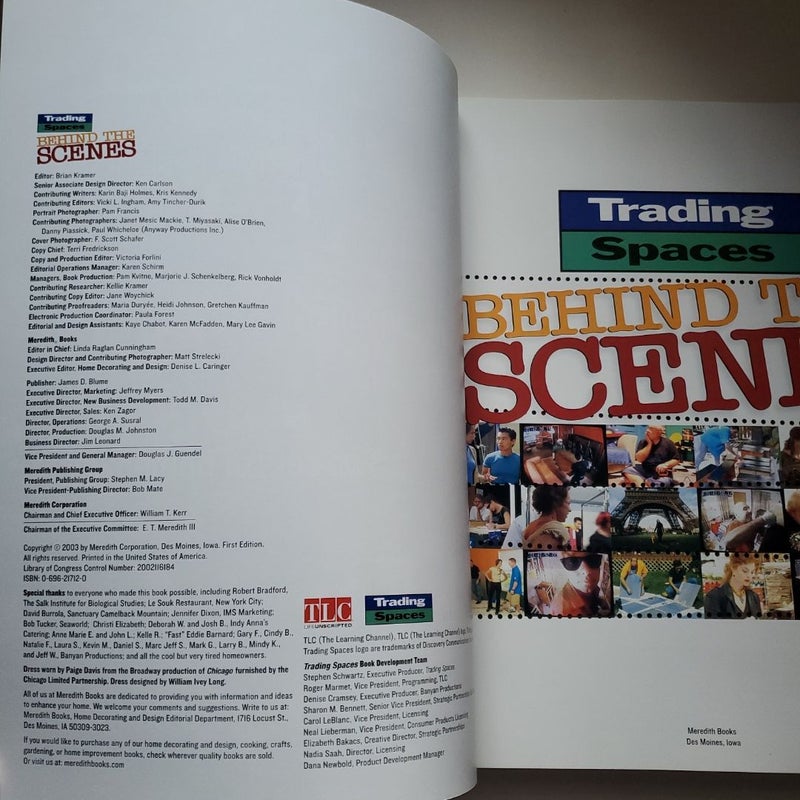 Trading
Spaces
BEHIND THE
SCENES
Editor: Brian Kramer
Senior Associate Design Director: Ken Carlson
Contributing Writers: Karin Baji Holmes, Kris Kennedy
Contributing Editors: Vicki L. Ingham, Amy Tincher-Durik
Portrait Photographer: Pam Francis
Contributing Photographers: Janet Mesic Mackie, T. Miyasaki, Alise O'Brien,
Danny Piassick, Paul Whicheloe (Anyway Productions Inc.)
Cover Photographer: F. Scott Schafer
Copy Chief: Terri Fredrickson
Copy and Production Editor: Victoria Forlini
Editorial Operations Manager: Karen Schirm
Managers, Book Production: Pam Kvitne, Marjorie J. Schenkelberg, Rick Vonholdt
Contributing Researcher: Kellie Kramer
Contributing Copy Editor: Jane Woychick
Contributing Proofreaders: Maria Duryée, Heidi Johnson, Gretchen Kauffman
Electronic Production Coordinator: Paula Forest
Editorial and Design Assistants: Kaye Chabot, Karen McFadden, Mary Lee Gavin
Meredith® Books
Editor in Chief: Linda Raglan Cunningham
Design Director and Contributing Photographer: Matt Strelecki
Executive Editor, Home Decorating and Design: Denise L. Caringer
Publisher: James D. Blume
Executive Director, Marketing: Jeffrey Myers
Executive Director, New Business Development: Todd M. Davis
Executive Director, Sales: Ken Zagor
Director, Operations: George A. Susral
Director, Production: Douglas M. Johnston
Business Director: Jim Leonard
Vice President and General Manager: Douglas J. Guendel
Meredith Publishing Group
President, Publishing Group: Stephen M. Lacy
Vice President-Publishing Director: Bob Mate
Meredith Corporation
Chairman and Chief Executive Officer: William T. Kerr
Chairman of the Executive Committee: E. T. Meredith III
Copyright © 2003 by Meredith Corporation, Des Moines, Iowa. First Edition.
All rights reserved. Printed in the United States of America.
Library of Congress Control Number: 2002116184
ISBN: 0-696-21712-0
Special thanks to everyone who made this book possible, including Robert Bradford,
The Salk Institute for Biological Studies; Le Souk Restaurant, New York City;
David Burrola, Sanctuary Camelback Mountain; Jennifer Dixon, IMS Marketing;
Bob Tucker, Seaworld; Christi Elizabeth; Deborah W. and Josh B., Indy Anna's
Catering; Anne Marie E. and John L.; Kelle R.; "Fast" Eddie Barnard; Gary F., Cindy B.,
Natalie F., Laura S., Kevin M., Daniel S., Marc Jeff S., Mark G., Larry B., Mindy K.,
and Jeff W., Banyan Productions; and all the cool but very tired homeowners.
Dress worn by Paige Davis from the Broadway production of Chicago furnished by the
Chicago Limited Partnership. Dress designed by William Ivey Long.
All of us at Meredith Books are dedicated to providing you with information and ideas
to enhance your home. We welcome your comments and suggestions. Write to us at:
Meredith Books, Home Decorating and Design Editorial Department, 1716 Locust St.,
Des Moines, IA 50309-3023.
If you would like to purchase any of our home decorating and design, cooking, crafts,
gardening, or home improvement books, check wherever quality books are sold.
Or visit us at: meredithbooks.com
TLC
LIFE UNSCRIPTED
Trading
Spaces
TLC (The Learning Channel), TLC (The Learning Channel) logo,
Trading Spaces logo are trademarks of Discovery
Trading Spaces Book Development Team
Stephen Schwartz, Executive Producer, Trading Spaces
Roger Marmet, Vice President, Programming, TLC
Denise Cramsey, Executive Producer, Banyan Productions
Sharon M. Bennett, Senior Vice President, Strategic
Carol LeBlanc, Vice President, Licensing
Neal Lieberman, Vice President, Consumer Products Licensing
Elizabeth Bakacs, Creative Director, Strategic Partnerships
Nadia Saah, Director, Licensing
Dana Newbold, Product Development Manager
Trading
Spaces
BEHIND T
SCEN
Meredith Books
Des Moines, Iowa